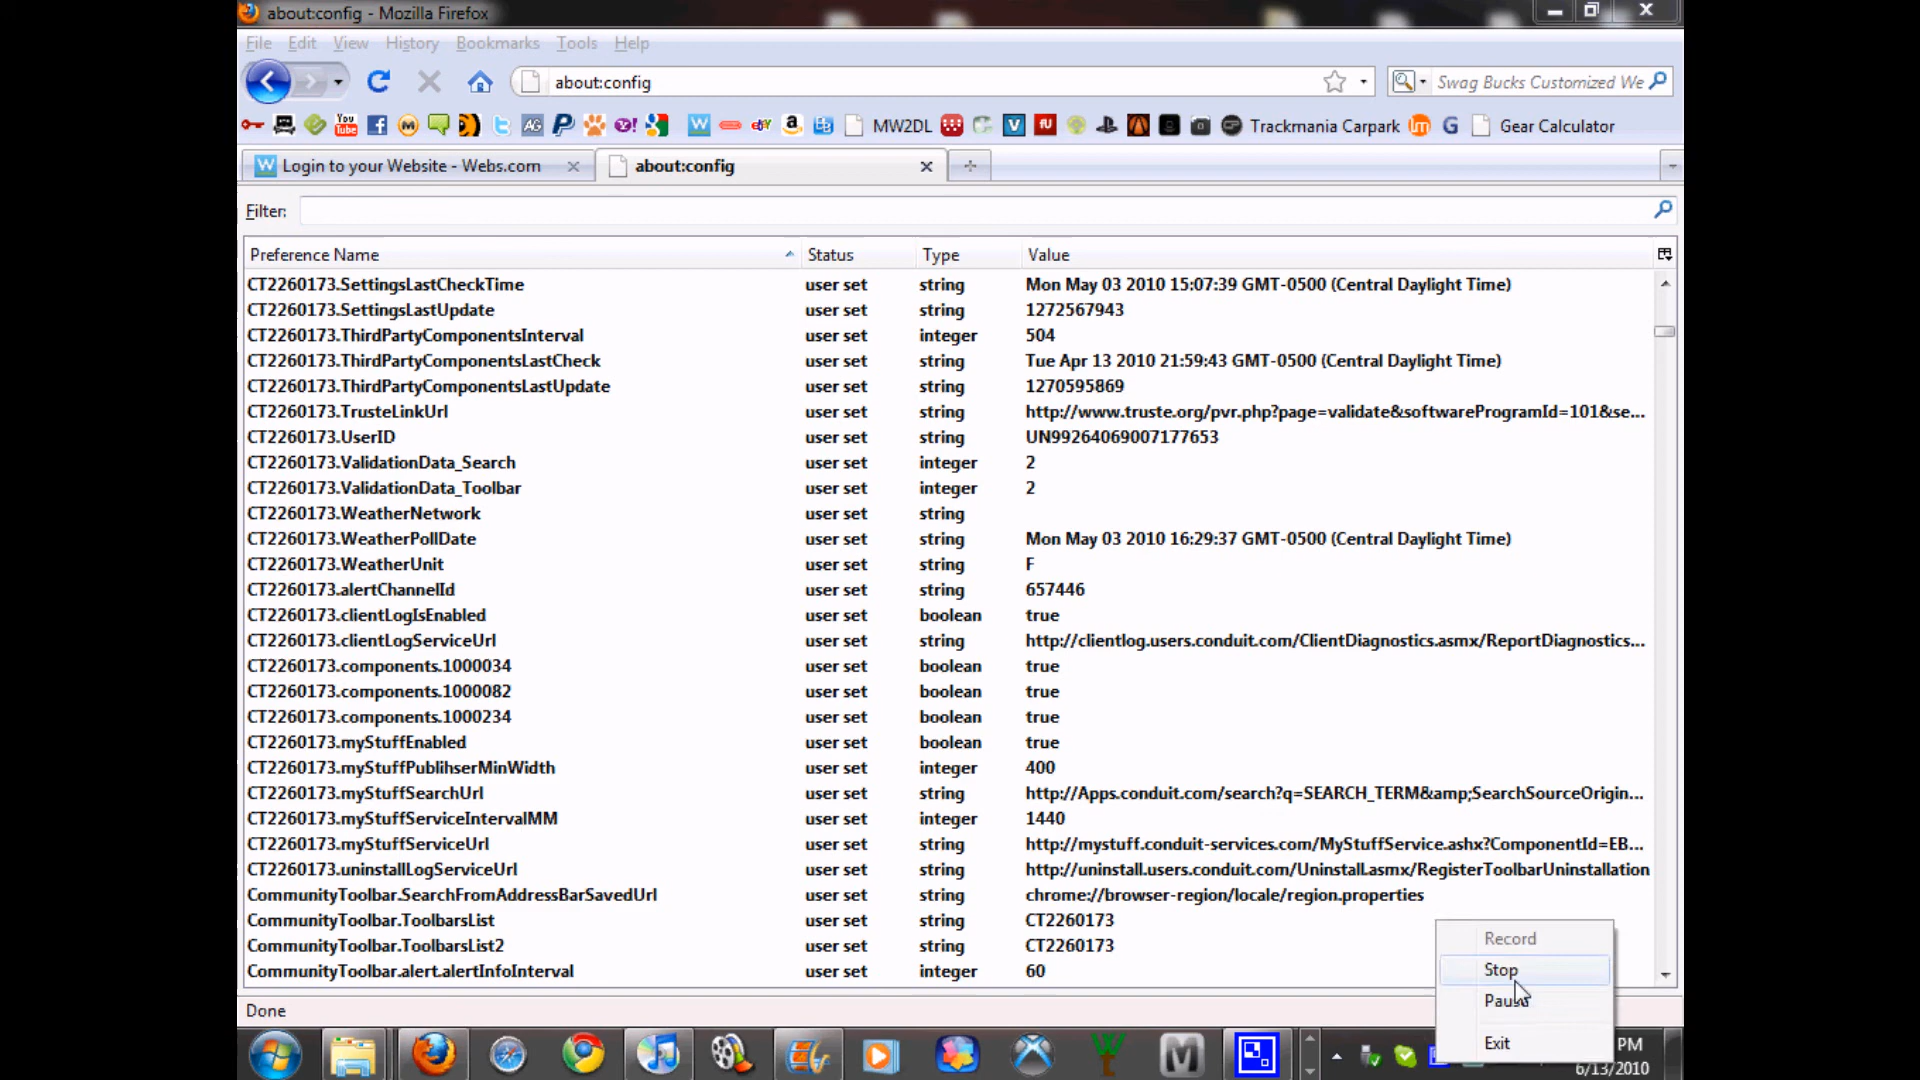 about:config - Mozilla Firefox
File Edit View History Bookmarks Tools Help
about:config
Swag Bucks Customized We
You Tube
MW2DL
Trackmania Carpark
Gear Calculator
Login to your Website - Webs.com
about:config
Filter:
Preference Name Status Type Value
CT2260173.SettingsLastCheckTime user set string Mon May 03 2010 15:07:39 GMT-0500 (Central Daylight Time)
CT2260173.SettingsLastUpdate user set string 1272567943
CT2260173.ThirdPartyComponentsInterval user set integer 504
CT2260173.ThirdPartyComponentsLastCheck user set string Tue Apr 13 2010 21:59:43 GMT-0500 (Central Daylight Time)
CT2260173.ThirdPartyComponentsLastUpdate user set string 1270595869
CT2260173.TrusteLinkUrl user set string http://www.truste.org/pvr.php?page=validate&softwareProgramId=101&se...
CT2260173.UserID user set string UN99264069007177653
CT2260173.ValidationData_Search user set integer 2
CT2260173.ValidationData_Toolbar user set integer 2
CT2260173.WeatherNetwork user set string
CT2260173.WeatherPollDate user set string Mon May 03 2010 16:29:37 GMT-0500 (Central Daylight Time)
CT2260173.WeatherUnit user set string F
CT2260173.alertChannelId user set string 657446
CT2260173.clientLogIsEnabled user set boolean true
CT2260173.clientLogServiceUrl user set string http://clientlog.users.conduit.com/ClientDiagnostics.asmx/ReportDiagnostics...
CT2260173.components.1000034 user set boolean true
CT2260173.components.1000082 user set boolean true
CT2260173.components.1000234 user set boolean true
CT2260173.myStuffEnabled user set boolean true
CT2260173.myStuffPublihserMinWidth user set integer 400
CT2260173.myStuffSearchUrl user set string http://Apps.conduit.com/search?q=SEARCH_TERM&amp;SearchSourceOrigin...
CT2260173.myStuffServiceIntervalMM user set integer 1440
CT2260173.myStuffServiceUrl user set string http://mystuff.conduit-services.com/MyStuffService.ashx?ComponentId=EB...
CT2260173.uninstallLogServiceUrl user set string http://uninstall.users.conduit.com/Uninstall.asmx/RegisterToolbarUninstallation
CommunityToolbar.SearchFromAddressBarSavedUrl user set string chrome://browser-region/locale/region.properties
CommunityToolbar.ToolbarsList user set string CT2260173
CommunityToolbar.ToolbarsList2 user set string CT2260173
CommunityToolbar.alert.alertInfoInterval user set integer 60
Record
Stop
Pause
Exit
Done
PM
6/13/2010